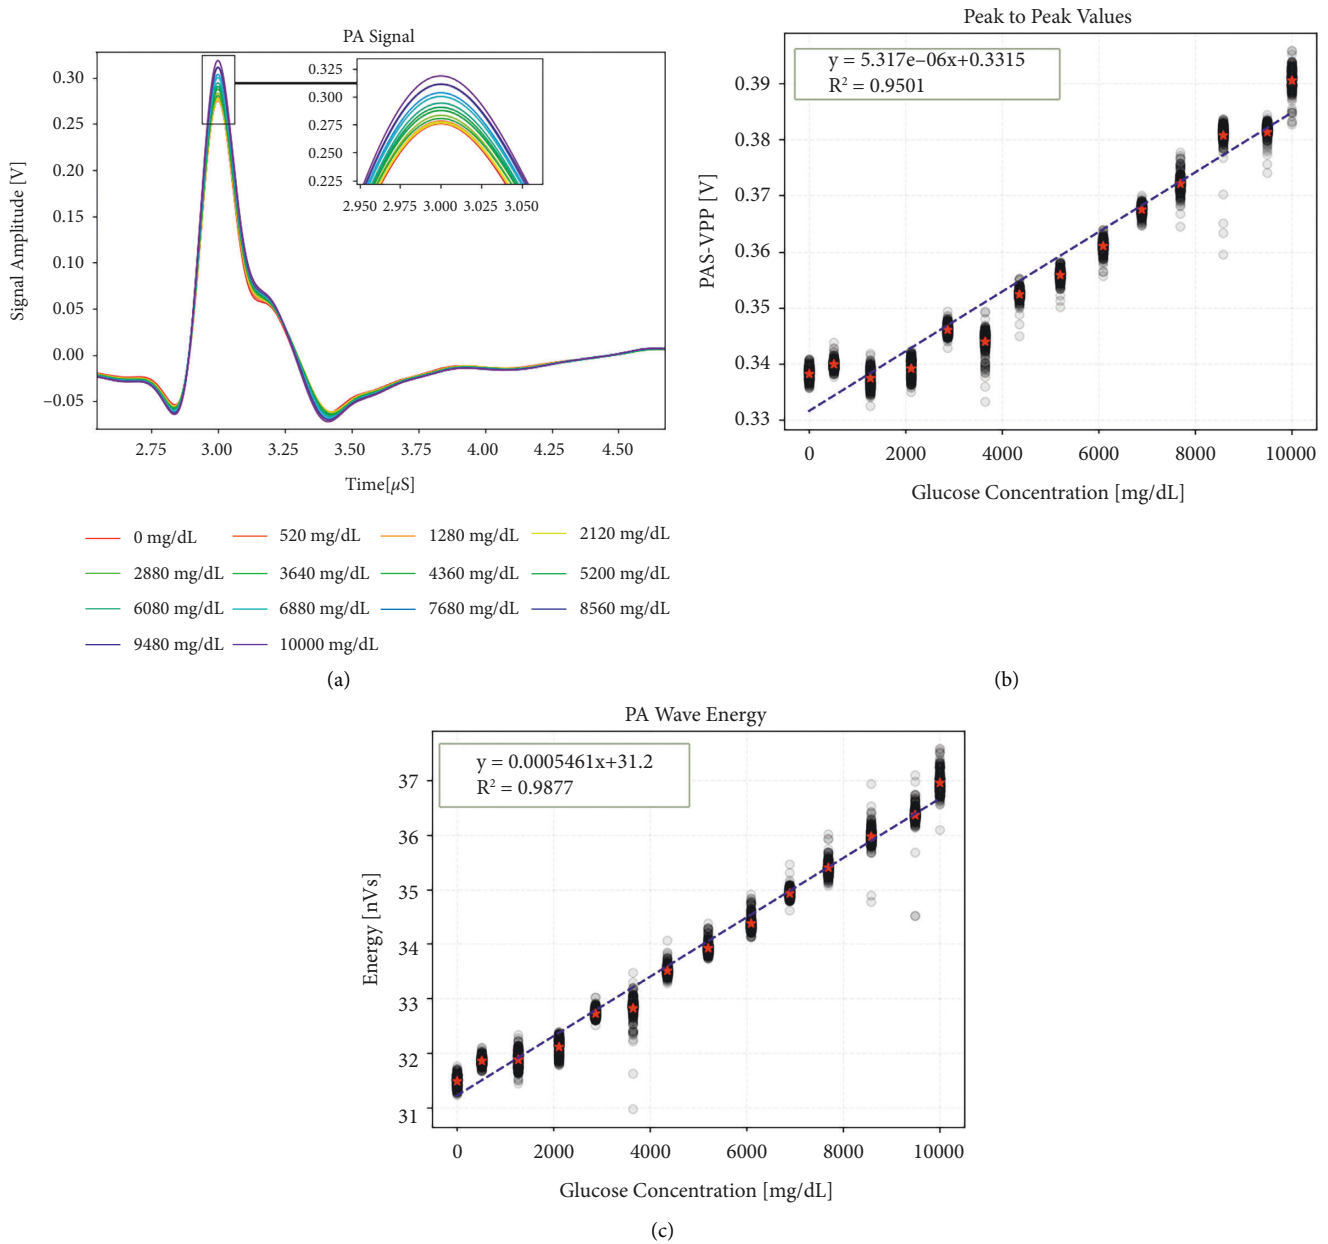 PA Signal
Signal Amplitude [V]
0.30
0.25
0.20
0.15
0.10
0.05
0.00
−0.05
0.325
0.300
0.275
0.250
0.225
2.950 2.975 3.000 3.025 3.050
2.75 3.00 3.25 3.50 3.75 4.00 4.25 4.50
Time[μS]
0 mg/dL 520 mg/dL 1280 mg/dL 2120 mg/dL
2880 mg/dL 3640 mg/dL 4360 mg/dL 5200 mg/dL
6080 mg/dL 6880 mg/dL 7680 mg/dL 8560 mg/dL
9480 mg/dL 10000 mg/dL
(a)
Peak to Peak Values
y = 5.317e−06x+0.3315
R² = 0.9501
PAS-VPP [V]
0.39
0.38
0.37
0.36
0.35
0.34
0.33
0 2000 4000 6000 8000 10000
Glucose Concentration [mg/dL]
(b)
PA Wave Energy
y = 0.0005461x+31.2
R² = 0.9877
Energy [nVs]
37
36
35
34
33
32
31
0 2000 4000 6000 8000 10000
Glucose Concentration [mg/dL]
(c)